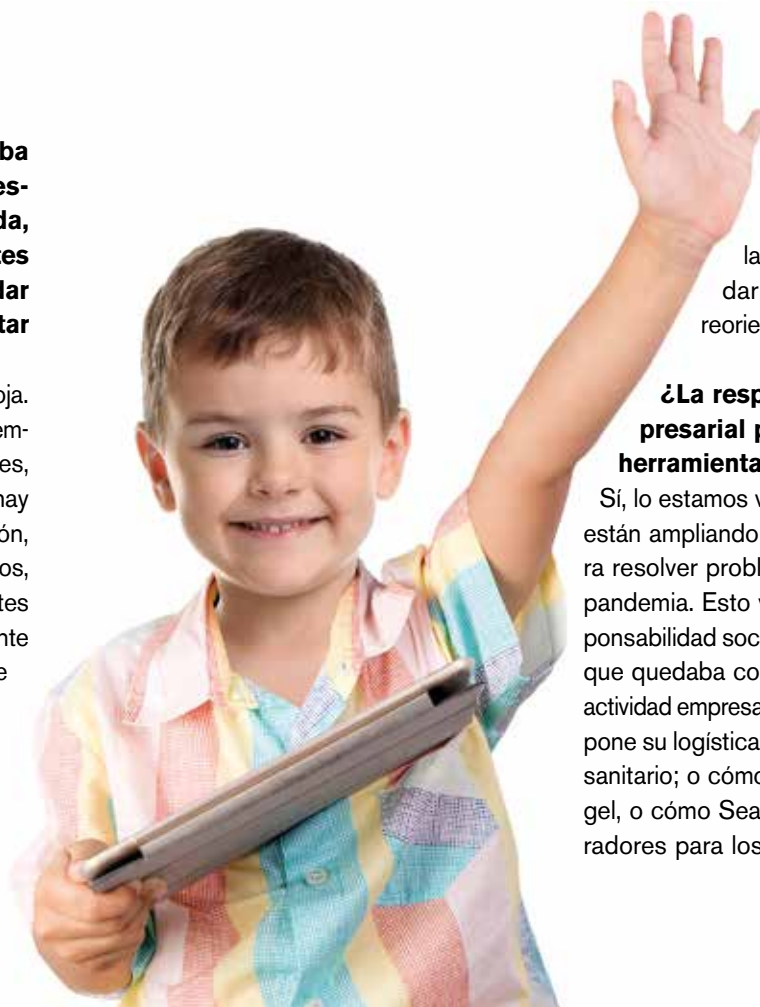 ba
es-
da,
tes
lar
tar
oja.
em-
es,
hay
ón,
os,
tes
nte
e
la
dar
reorie
¿La resp
presarial p
herramienta
Sí, lo estamos v
están ampliando
ra resolver probl
pandemia. Esto v
ponsabilidad soc
que quedaba co
actividad empresa
pone su logística
sanitario; o cómo
gel, o cómo Sea
radores para los